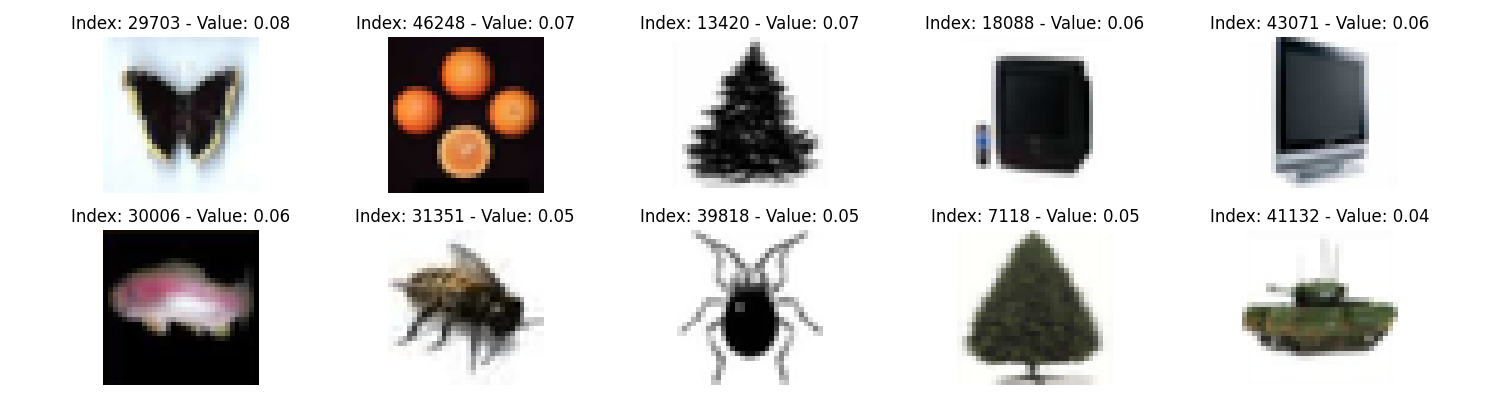 Index: 29703 - Value: 0.08
Index: 46248 - Value: 0.07
Index: 13420 - Value: 0.07
Index: 18088 - Value: 0.06
Index: 43071 - Value: 0.06
Index: 30006 - Value: 0.06
Index: 31351 - Value: 0.05
Index: 39818 - Value: 0.05
Index: 7118 - Value: 0.05
Index: 41132 - Value: 0.04